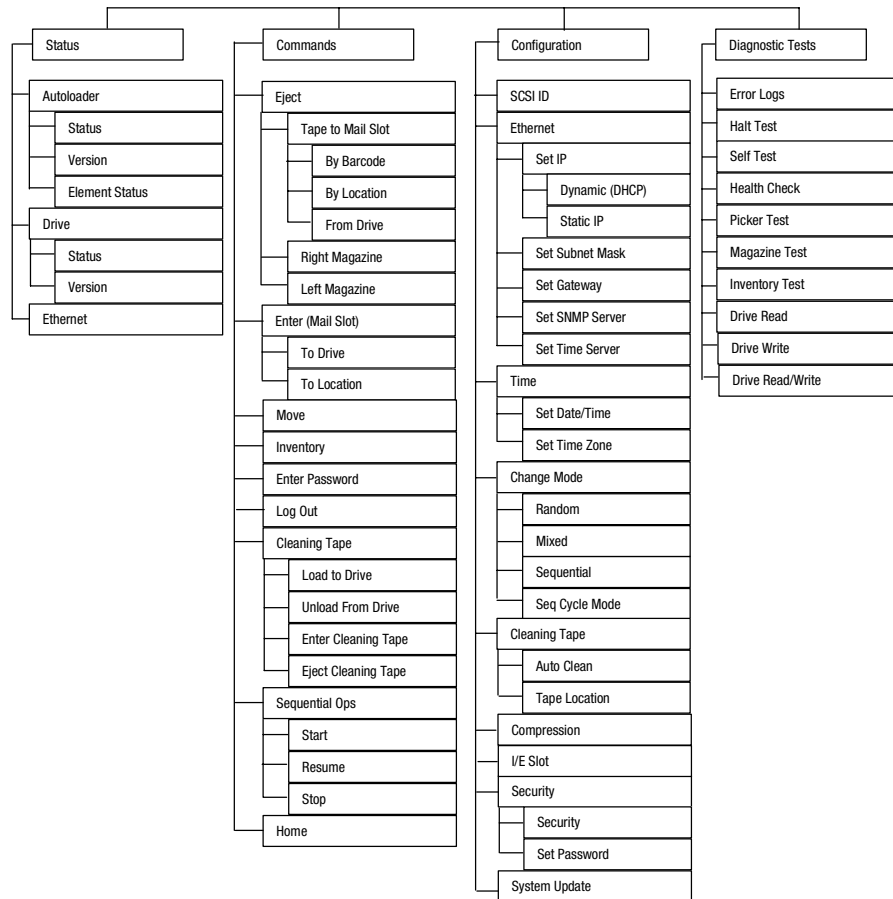 Status
Autoloader
Status
Version
Element Status
Drive
Status
Version
Ethernet
Commands
Eject
Tape to Mail Slot
By Barcode
By Location
From Drive
Right Magazine
Left Magazine
Enter (Mail Slot)
To Drive
To Location
Move
Inventory
Enter Password
Log Out
Cleaning Tape
Load to Drive
Unload From Drive
Enter Cleaning Tape
Eject Cleaning Tape
Sequential Ops
Start
Resume
Stop
Home
Configuration
SCSI ID
Ethernet
Set IP
Dynamic (DHCP)
Static IP
Set Subnet Mask
Set Gateway
Set SNMP Server
Set Time Server
Time
Set Date/Time
Set Time Zone
Change Mode
Random
Mixed
Sequential
Seq Cycle Mode
Cleaning Tape
Auto Clean
Tape Location
Compression
I/E Slot
Security
Security
Set Password
System Update
Diagnostic Tests
Error Logs
Halt Test
Self Test
Health Check
Picker Test
Magazine Test
Inventory Test
Drive Read
Drive Write
Drive Read/Write